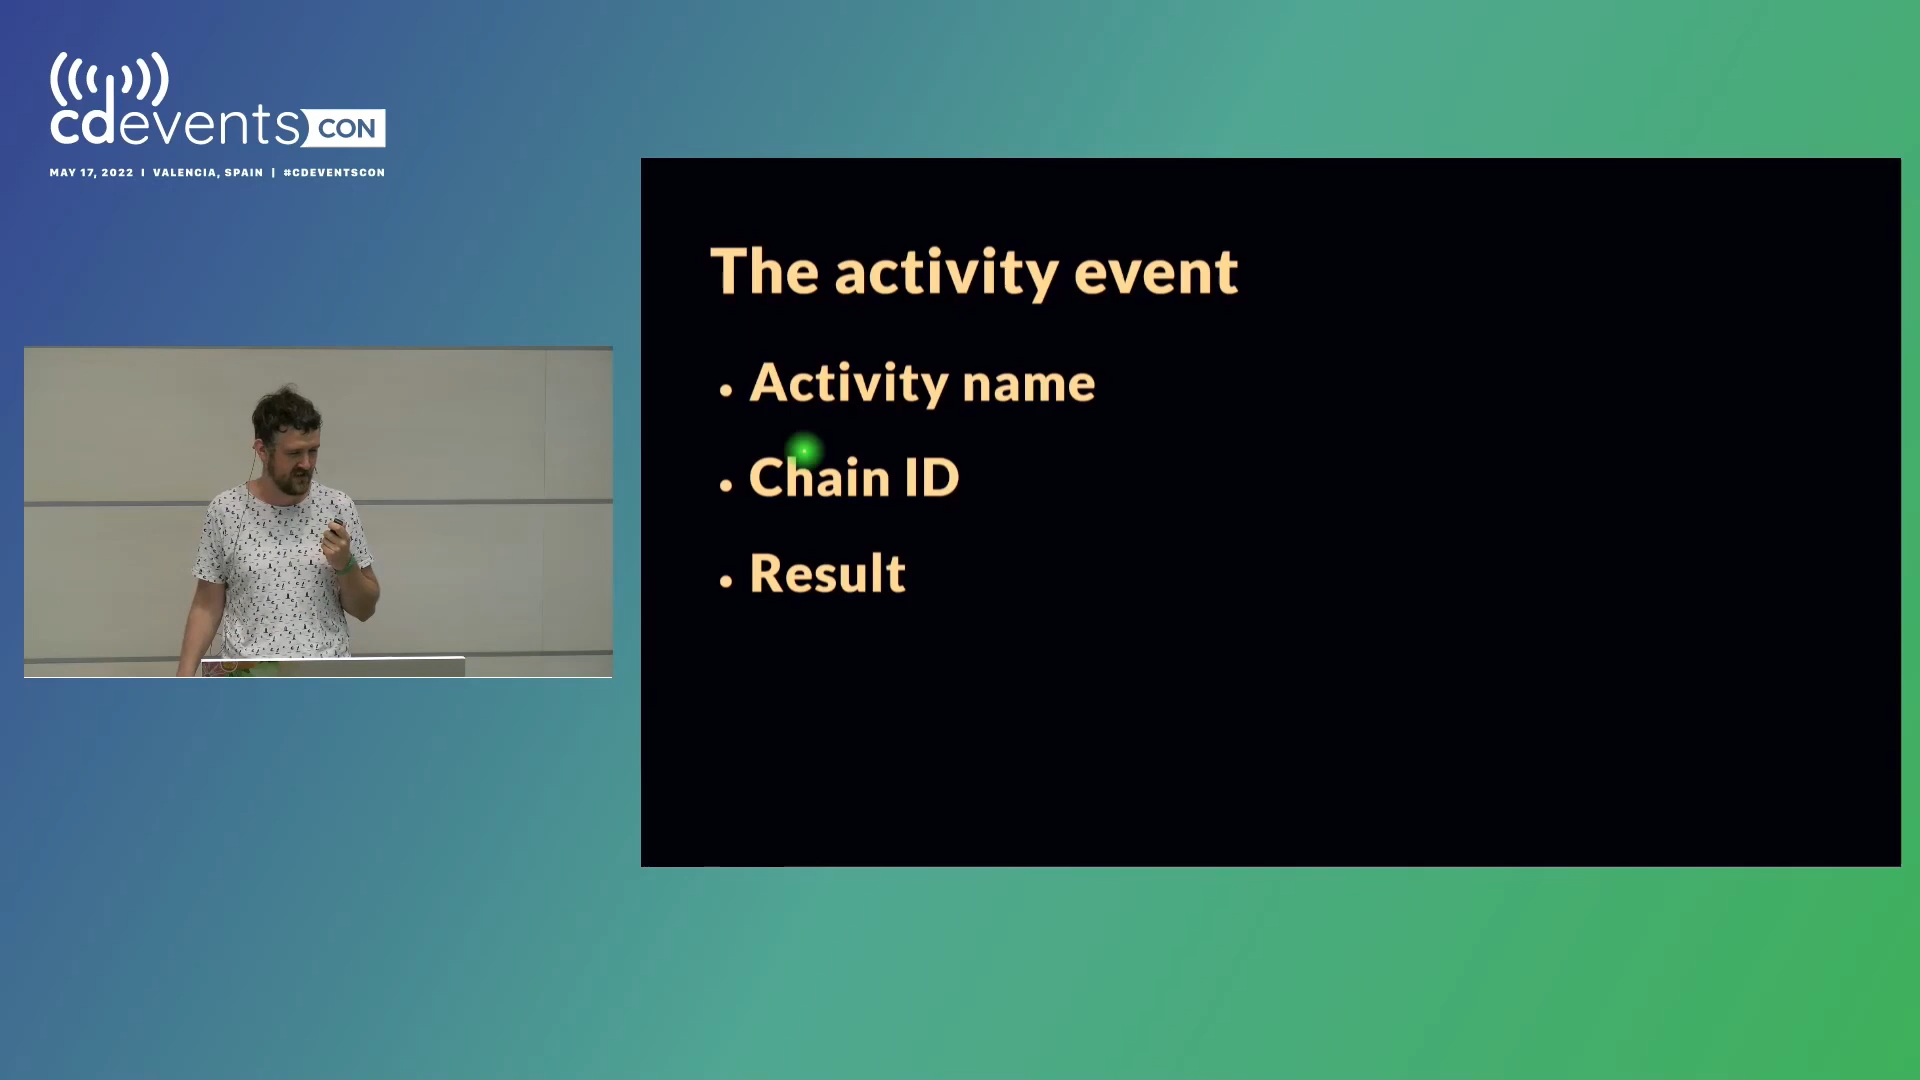 cdevents CON
MAY 17, 2022 | VALENCIA, SPAIN | #CDEVENTSCON
The activity event
• Activity name
• Chain ID
• Result